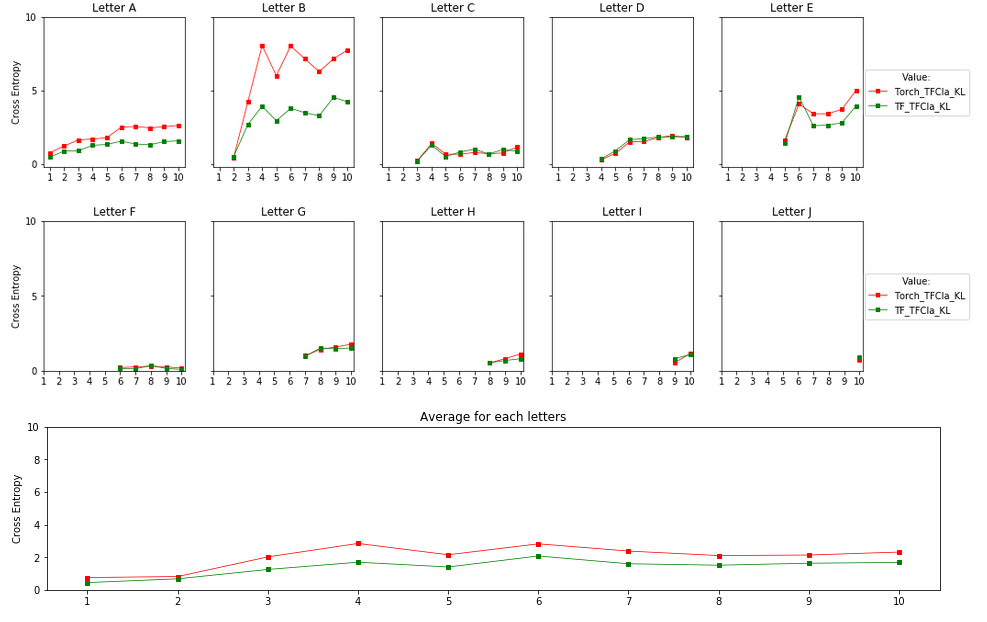 Letter A
Letter B
Letter C
Letter D
Letter E
Cross Entropy
10
5
0
1 2 3 4 5 6 7 8 9 10
1 2 3 4 5 6 7 8 9 10
1 2 3 4 5 6 7 8 9 10
1 2 3 4 5 6 7 8 9 10
1 2 3 4 5 6 7 8 9 10
Value:
Torch_TFCla_KL
TF_TFCla_KL
Letter F
Letter G
Letter H
Letter I
Letter J
Cross Entropy
10
5
0
1 2 3 4 5 6 7 8 9 10
1 2 3 4 5 6 7 8 9 10
1 2 3 4 5 6 7 8 9 10
1 2 3 4 5 6 7 8 9 10
1 2 3 4 5 6 7 8 9 10
Value:
Torch_TFCla_KL
TF_TFCla_KL
Average for each letters
Cross Entropy
10
8
6
4
2
0
1 2 3 4 5 6 7 8 9 10